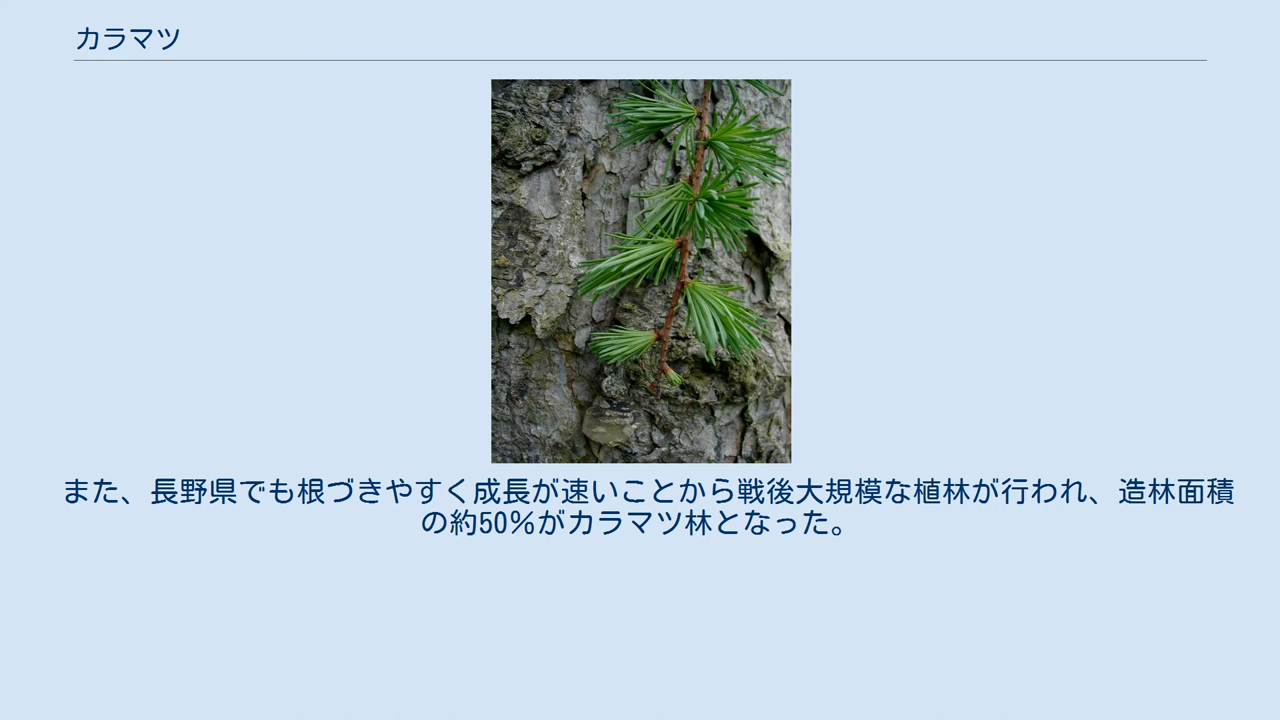 カラマツ
また、長野県でも根づきやすく成長が速いことから戦後大規模な植林が行われ、造林面積
の約50％がカラマツ林となった。